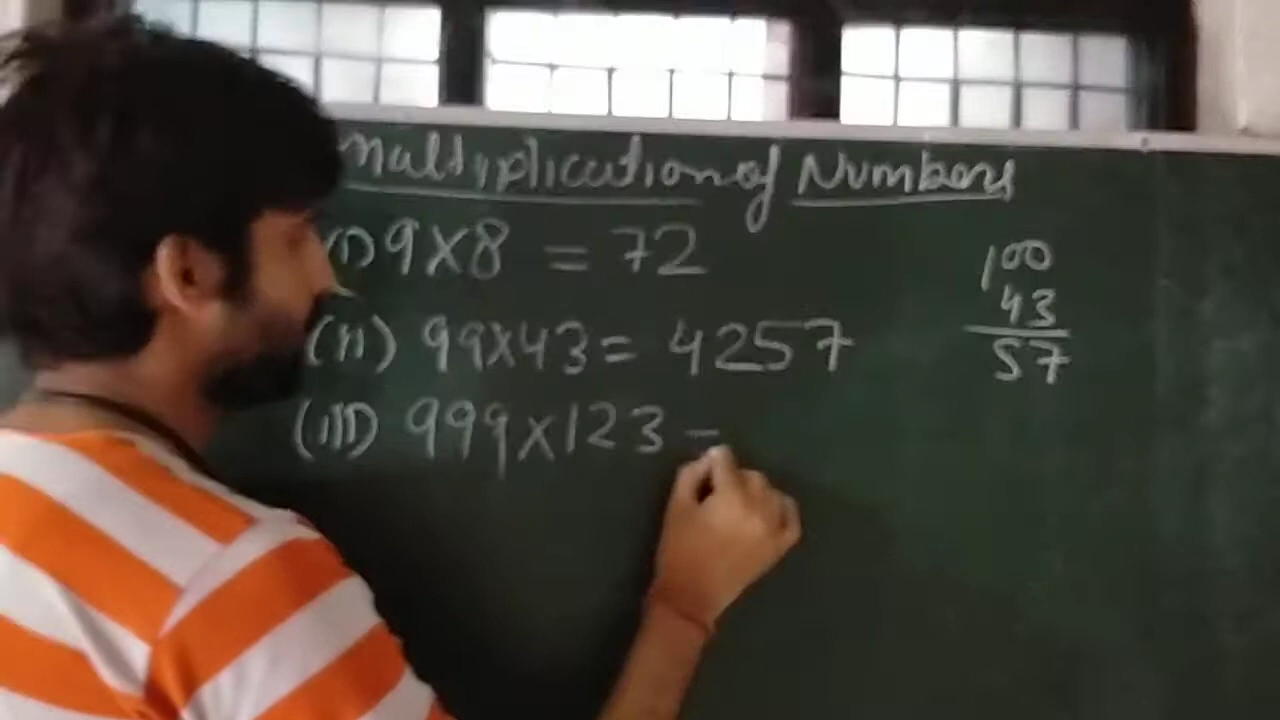 Multiplication of Numbers
(I) 9X8 = 72
(II) 99X43 = 4257
(III) 999X123 =
100
43
57